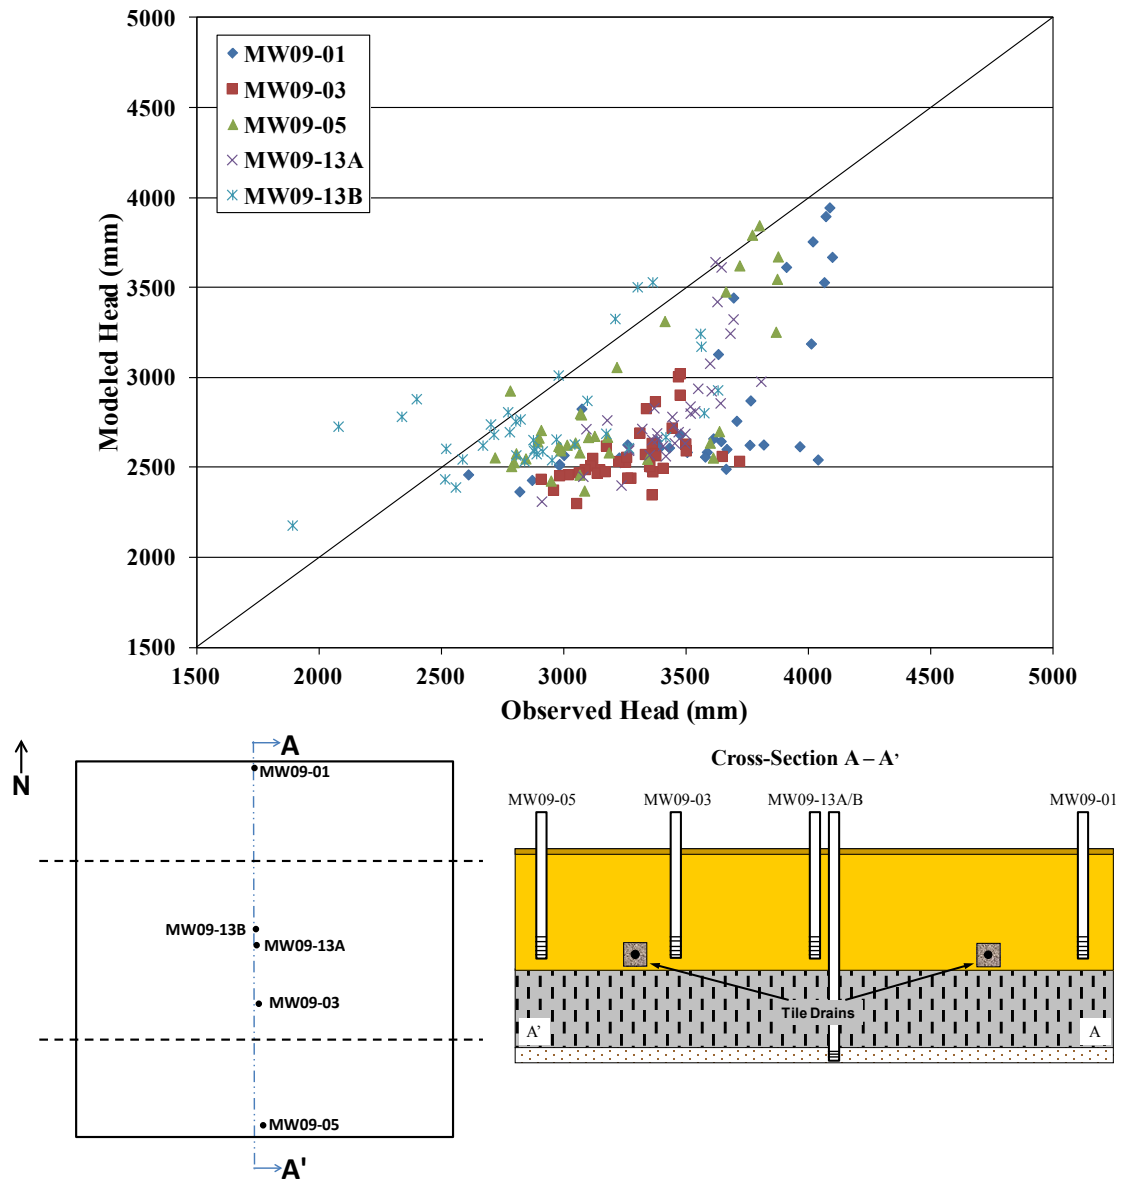 5000
4500
4000
3500
3000
2500
2000
1500
Modeled Head (mm)
MW09-01
MW09-03
MW09-05
MW09-13A
MW09-13B
1500 2000 2500 3000 3500 4000 4500 5000
Observed Head (mm)
N
A
MW09-01
MW09-13B
MW09-13A
MW09-03
MW09-05
A'
Cross-Section A – A'
MW09-05 MW09-03 MW09-13A/B MW09-01
Tile Drains
A' A